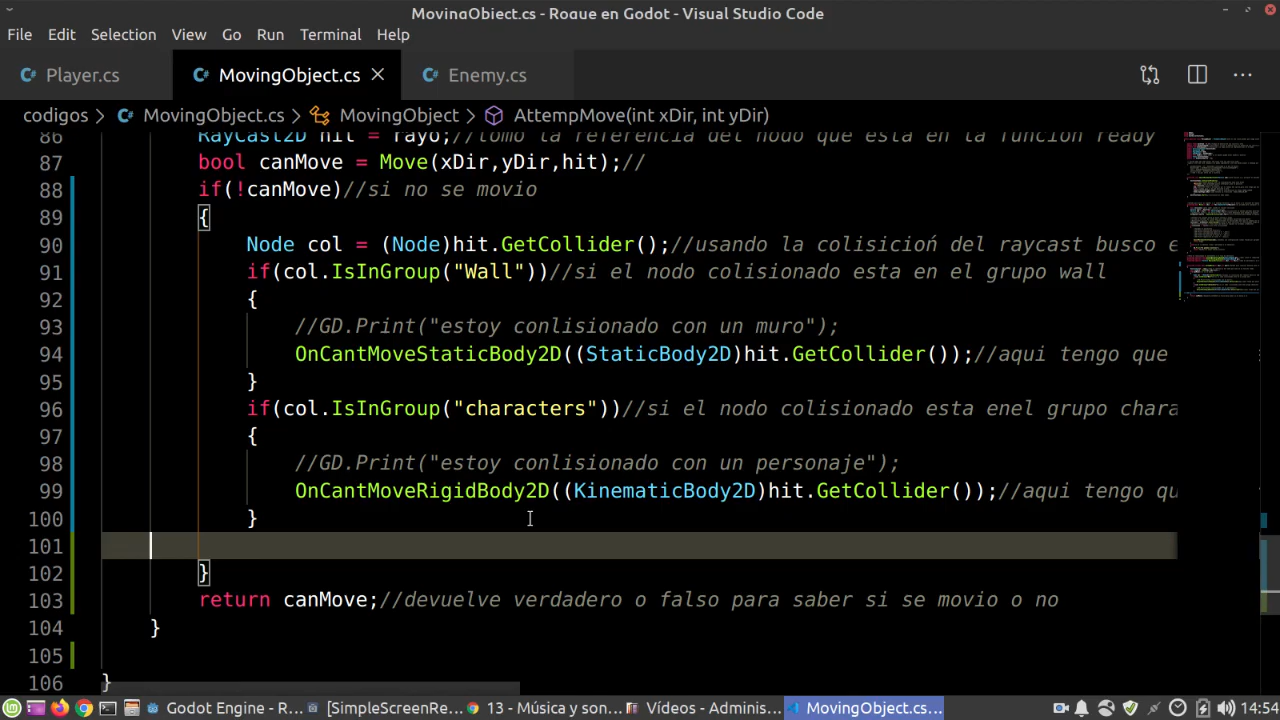 MovingObject.cs - Rogue en Godot - Visual Studio Code
File Edit Selection View Go Run Terminal Help
Player.cs MovingObject.cs Enemy.cs
codigos > MovingObject.cs > MovingObject > AttempMove(int xDir, int yDir)
86 RayCast2D hit = rayo;//tomo la referencia del nodo que esta en la funcion ready
87 bool canMove = Move(xDir,yDir,hit);//
88 if(!canMove)//si no se movio
89 {
90 Node col = (Node)hit.GetCollider();//usando la colisicion del raycast busco e
91 if(col.IsInGroup("Wall"))//si el nodo colisionado esta en el grupo wall
92 {
93 //GD.Print("estoy conlisionado con un muro");
94 OnCantMoveStaticBody2D((StaticBody2D)hit.GetCollider());//aqui tengo que
95 }
96 if(col.IsInGroup("characters"))//si el nodo colisionado esta enel grupo chara
97 {
98 //GD.Print("estoy conlisionado con un personaje");
99 OnCantMoveRigidBody2D((KinematicBody2D)hit.GetCollider());//aqui tengo qu
100 }
101
102 }
103 return canMove;//devuelve verdadero o falso para saber si se movio o no
104 }
105
106 }
Godot Engine - R... [SimpleScreenRe... 13 - Música y son... Vídeos - Adminis... MovingObject.cs... 14:54